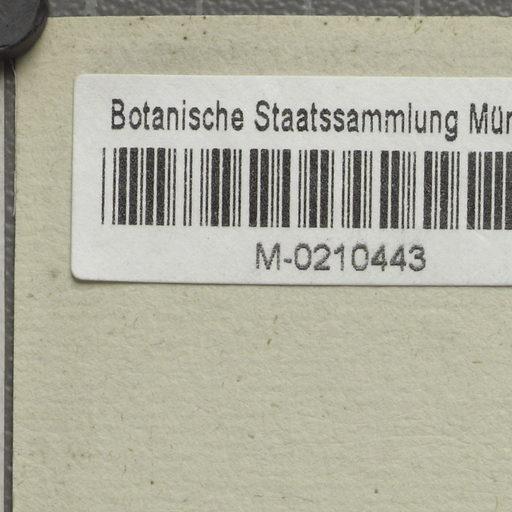 Botanische Staatssammlung Mün
M-0210443